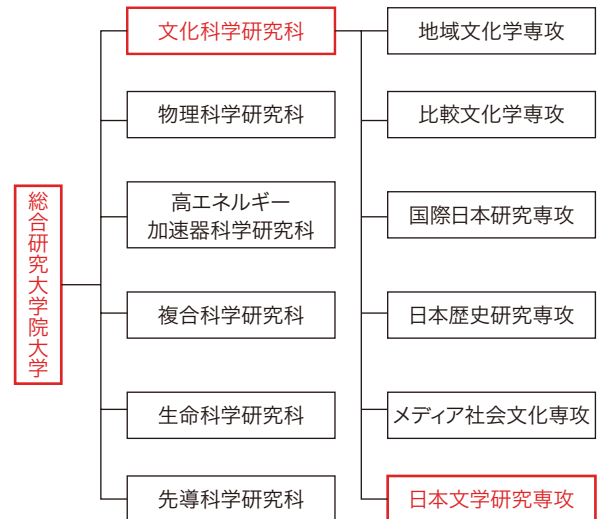 総合研究大学院大学
文化科学研究科
物理科学研究科
高エネルギー
加速器科学研究科
複合科学研究科
生命科学研究科
先導科学研究科
地域文化学専攻
比較文化学専攻
国際日本研究専攻
日本歴史研究専攻
メディア社会文化専攻
日本文学研究専攻